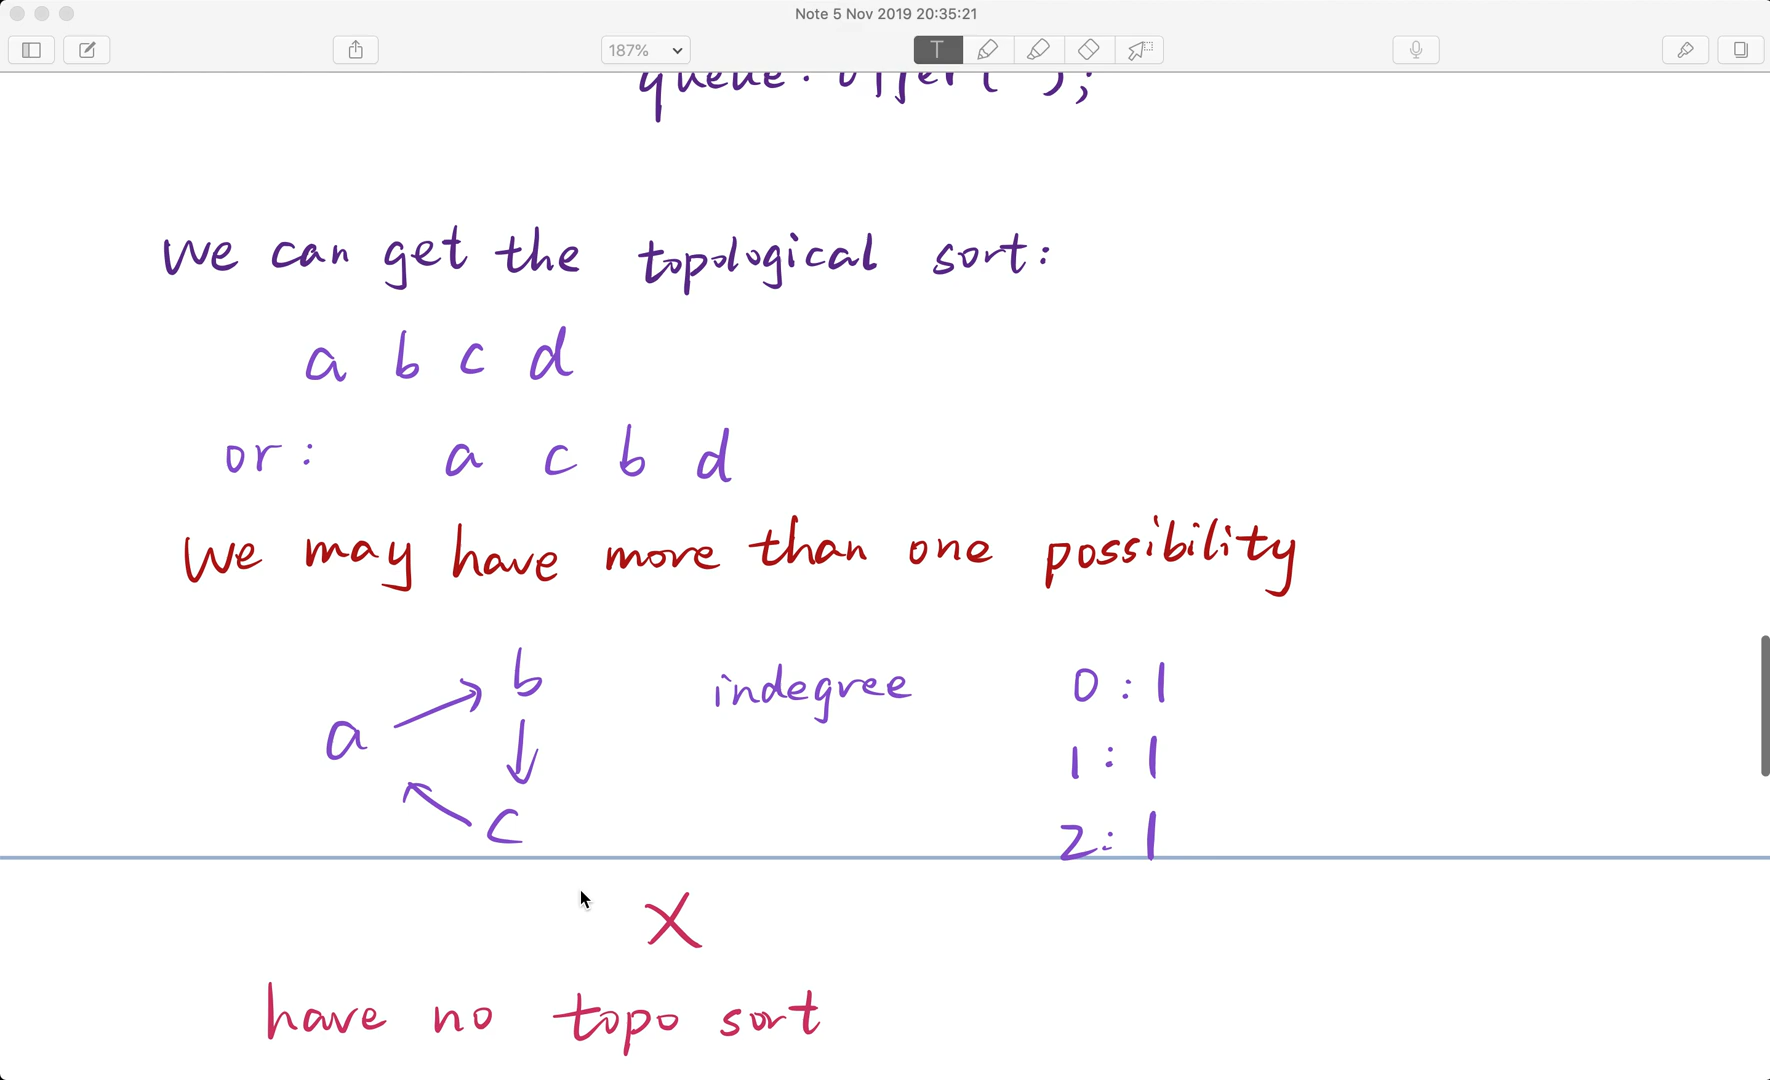 Note 5 Nov 2019 20:35:21
187%
T
queue. offer( );
We can get the topological sort:
a b c d
or: a c b d
We may have more than one possibility
b
a
c
indegree
0 : 1
1 : 1
2 : 1
X
have no topo sort